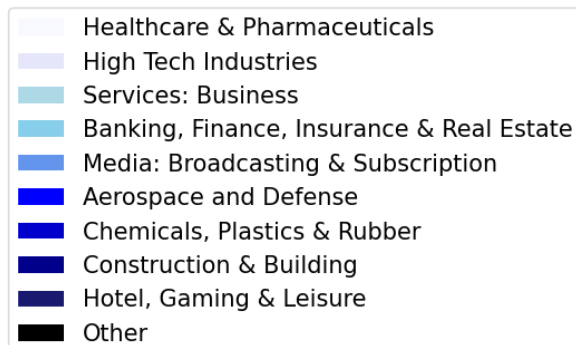 Healthcare & Pharmaceuticals
High Tech Industries
Services: Business
Banking, Finance, Insurance & Real Estate
Media: Broadcasting & Subscription
Aerospace and Defense
Chemicals, Plastics & Rubber
Construction & Building
Hotel, Gaming & Leisure
Other